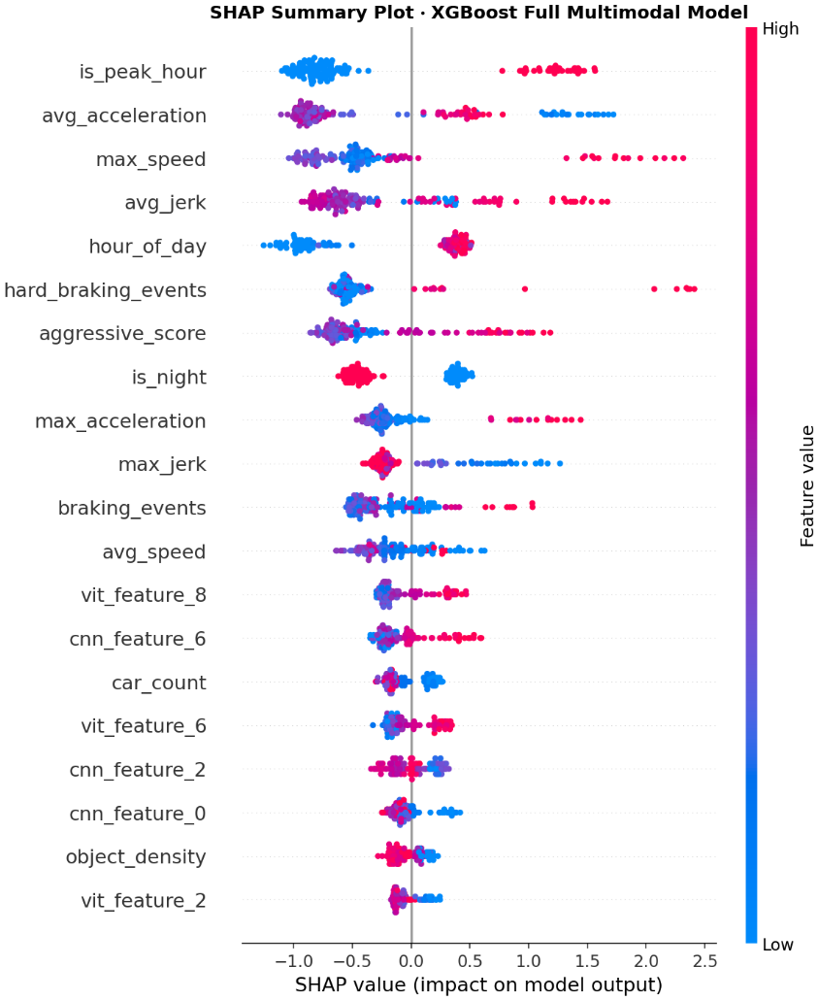 SHAP Summary Plot · XGBoost Full Multimodal Model
High
is_peak_hour
avg_acceleration
max_speed
avg_jerk
hour_of_day
hard_braking_events
aggressive_score
is_night
max_acceleration
max_jerk
braking_events
avg_speed
vit_feature_8
cnn_feature_6
car_count
vit_feature_6
cnn_feature_2
cnn_feature_0
object_density
vit_feature_2
Feature value
Low
−1.0 −0.5 0.0 0.5 1.0 1.5 2.0 2.5
SHAP value (impact on model output)